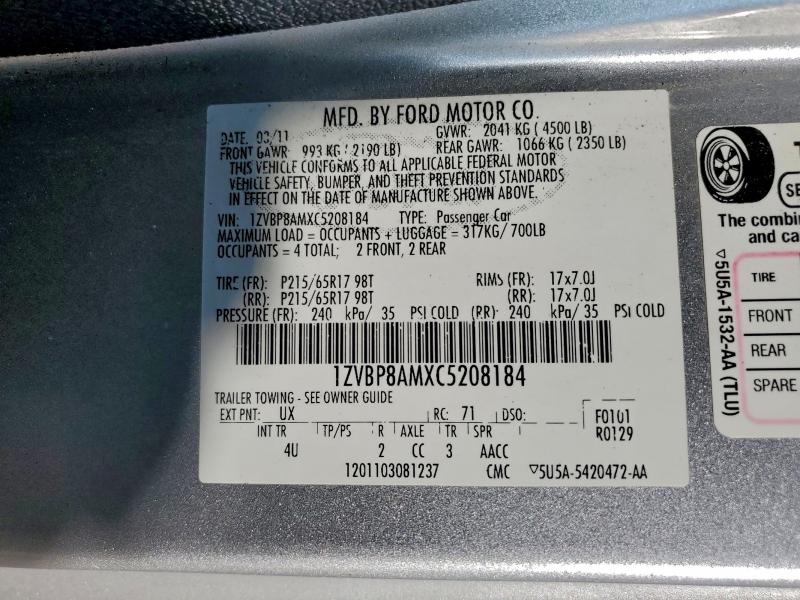 MFD. BY FORD MOTOR CO.
DATE: 03/11 GVWR: 2041 KG ( 4500 LB)
FRONT GAWR: 993 KG ( 2190 LB) REAR GAWR: 1066 KG ( 2350 LB)
THIS VEHICLE CONFORMS TO ALL APPLICABLE FEDERAL MOTOR
VEHICLE SAFETY, BUMPER, AND THEFT PREVENTION STANDARDS
IN EFFECT ON THE DATE OF MANUFACTURE SHOWN ABOVE.
VIN: 1ZVBP8AMXC5208184 TYPE: Passenger Car
MAXIMUM LOAD = OCCUPANTS + LUGGAGE = 317KG/ 700LB
OCCUPANTS = 4 TOTAL; 2 FRONT, 2 REAR
TIRE (FR): P215/65R17 98T RIMS (FR): 17x7.0J
(RR): P215/65R17 98T (RR): 17x7.0J
PRESSURE (FR): 240 kPa/ 35 PSI COLD (RR): 240 kPa/ 35 PSI COLD
1ZVBP8AMXC5208184
TRAILER TOWING - SEE OWNER GUIDE
EXT PNT: UX RC: 71 DSO: F0101
R0129
INT TR TP/PS R AXLE TR SPR
4U 2 CC 3 AACC
1201103081237 CMC ▽5U5A-5420472-AA
▽5U5A-1532-AA (TLU)
The combin
and ca
TIRE
FRONT
REAR
SPARE